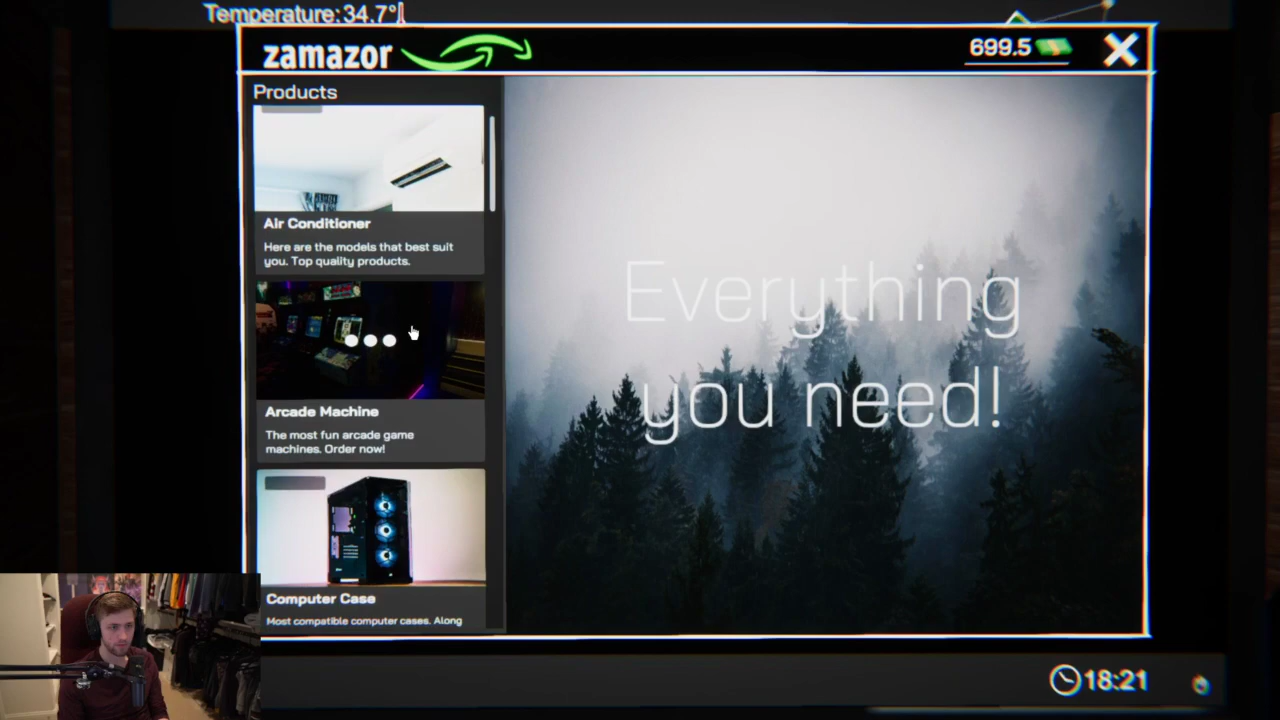 Temperature: 34.7°
zamazor
699.5
Products
Air Conditioner
Here are the models that best suit
you. Top quality products.
Arcade Machine
The most fun arcade game
machines. Order now!
Computer Case
Most compatible computer cases. Along
Everything
you need!
18:21